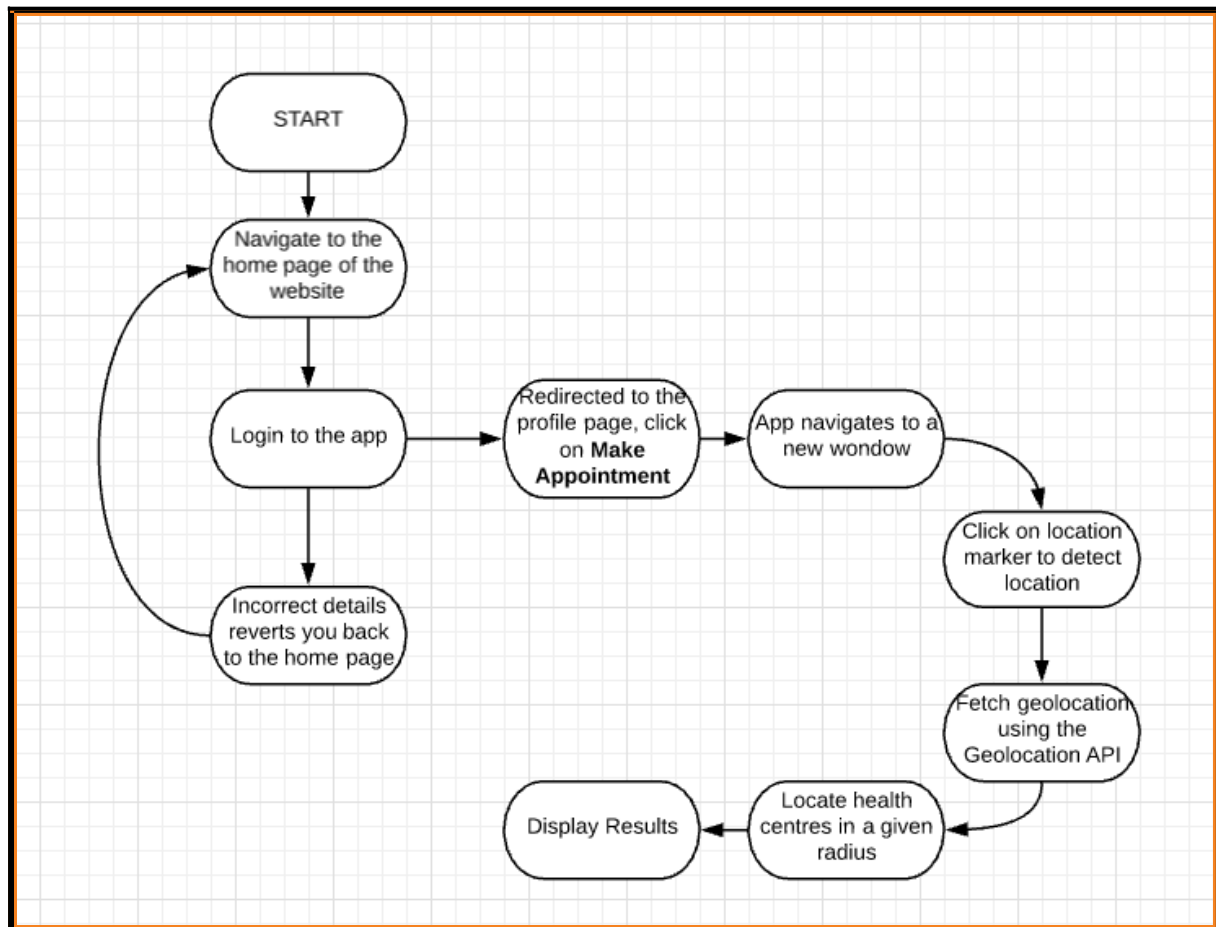 START
Navigate to the
home page of the
website
Login to the app
Redirected to the
profile page, click
on Make
Appointment
App navigates to a
new wondow
Incorrect details
reverts you back
to the home page
Click on location
marker to detect
location
Fetch geolocation
using the
Geolocation API
Locate health
centres in a given
radius
Display Results